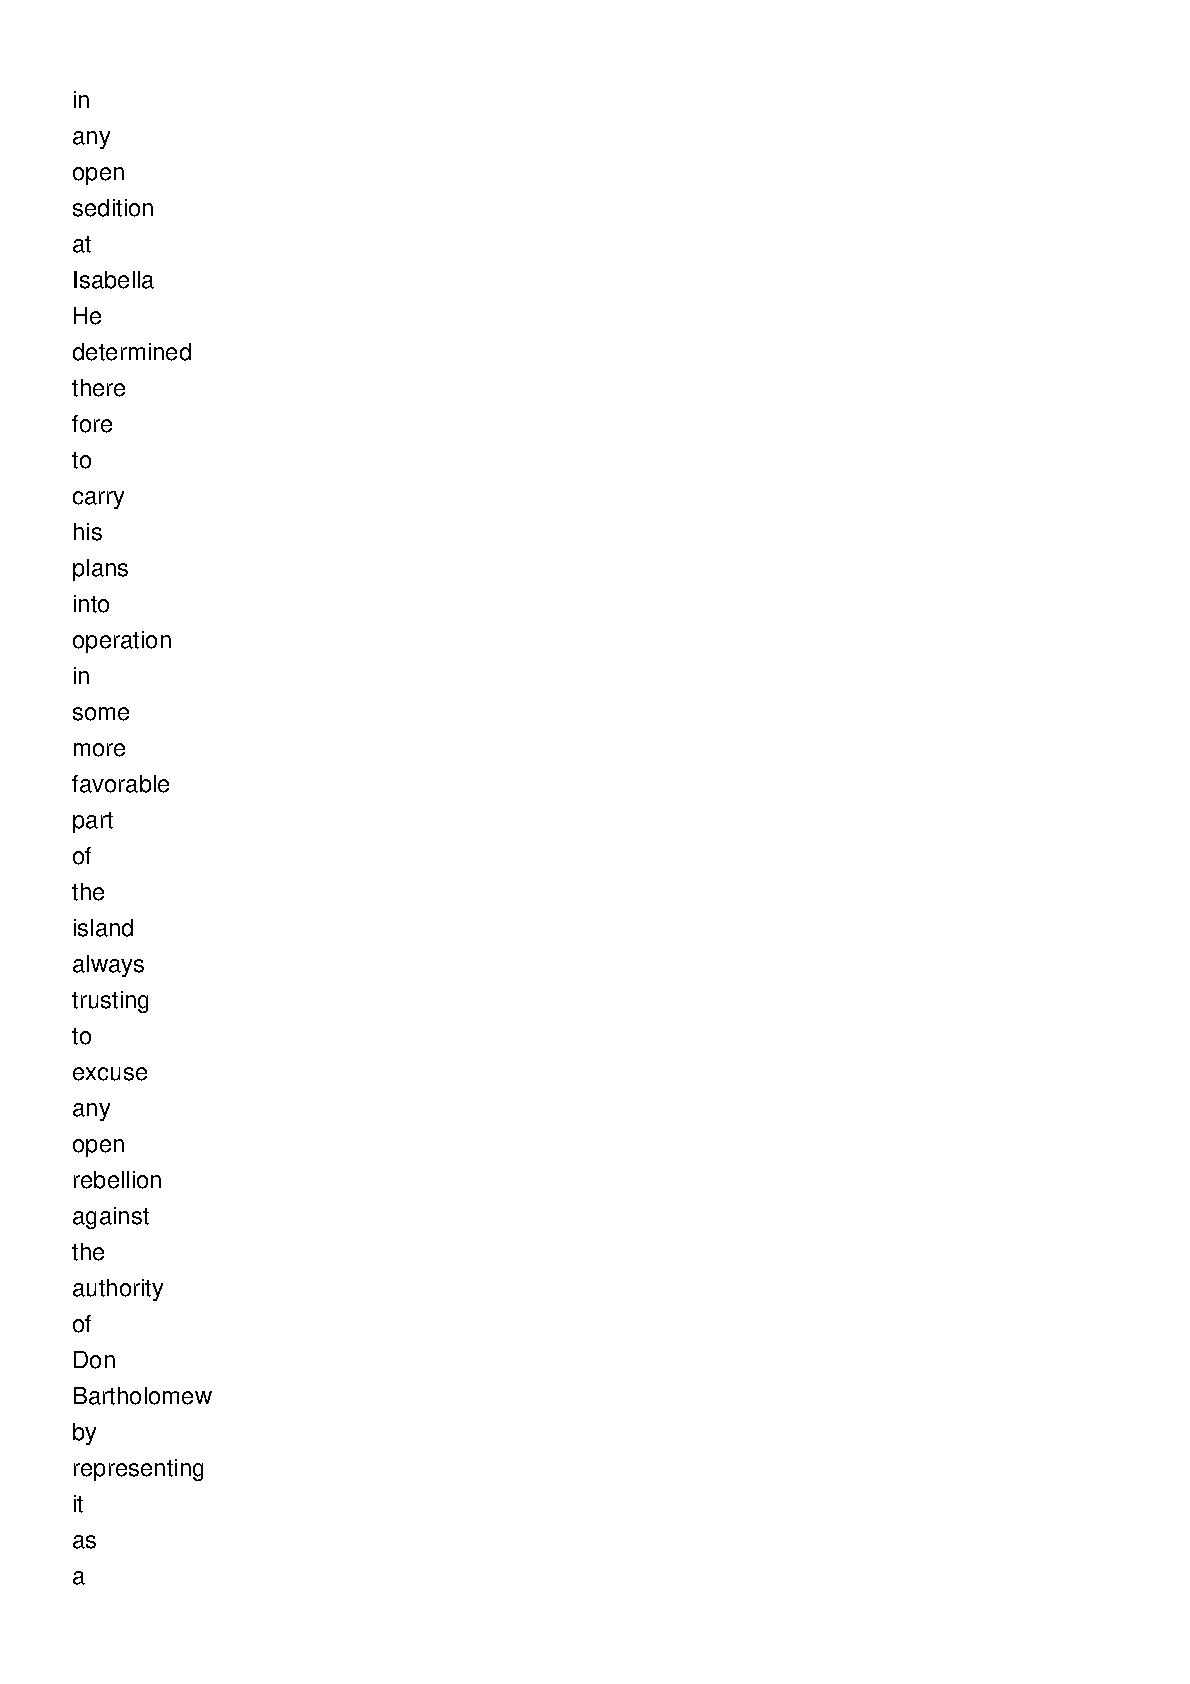 in
any
open
sedition
at
Isabella
He
determined
there
fore
to
carry
his
plans
into
operation
in
some
more
favorable
part
of
the
island
always
trusting
to
excuse
any
open
rebellion
against
the
authority
of
Don
Bartholomew
by
representing
it
as
a